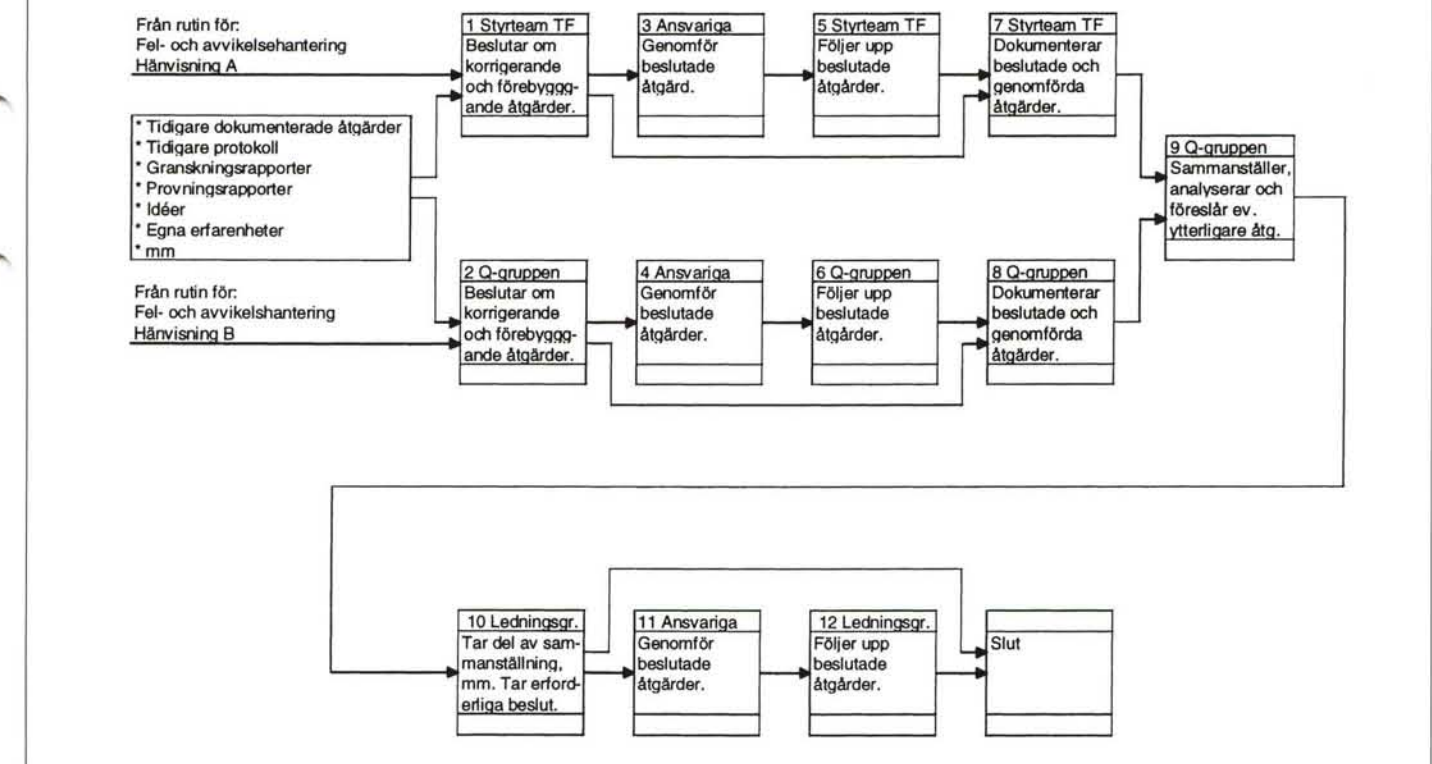 Från rutin för:
Fel- och avvikelsehantering
Hänvisning A
1 Styrteam TF
Beslutar om
korrigerande
och förebyggg-
ande åtgärder.
3 Ansvariga
Genomför
beslutade
åtgärd.
5 Styrteam TF
Följer upp
beslutade
åtgärder.
7 Styrteam TF
Dokumenterar
beslutade och
genomförda
åtgärder.
* Tidigare dokumenterade åtgärder
* Tidigare protokoll
* Granskningsrapporter
* Provningsrapporter
* Idéer
* Egna erfarenheter
* mm
9 Q-gruppen
Sammanställer,
analyserar och
föreslår ev.
ytterligare åtg.
Från rutin för:
Fel- och avvikelshantering
Hänvisning B
2 Q-gruppen
Beslutar om
korrigerande
och förebyggg-
ande åtgärder.
4 Ansvariga
Genomför
beslutade
åtgärder.
6 Q-gruppen
Följer upp
beslutade
åtgärder.
8 Q-gruppen
Dokumenterar
beslutade och
genomförda
åtgärder.
10 Ledningsgr.
Tar del av sam-
manställning,
mm. Tar erford-
erliga beslut.
11 Ansvariga
Genomför
beslutade
åtgärder.
12 Ledningsgr.
Följer upp
beslutade
åtgärder.
Slut